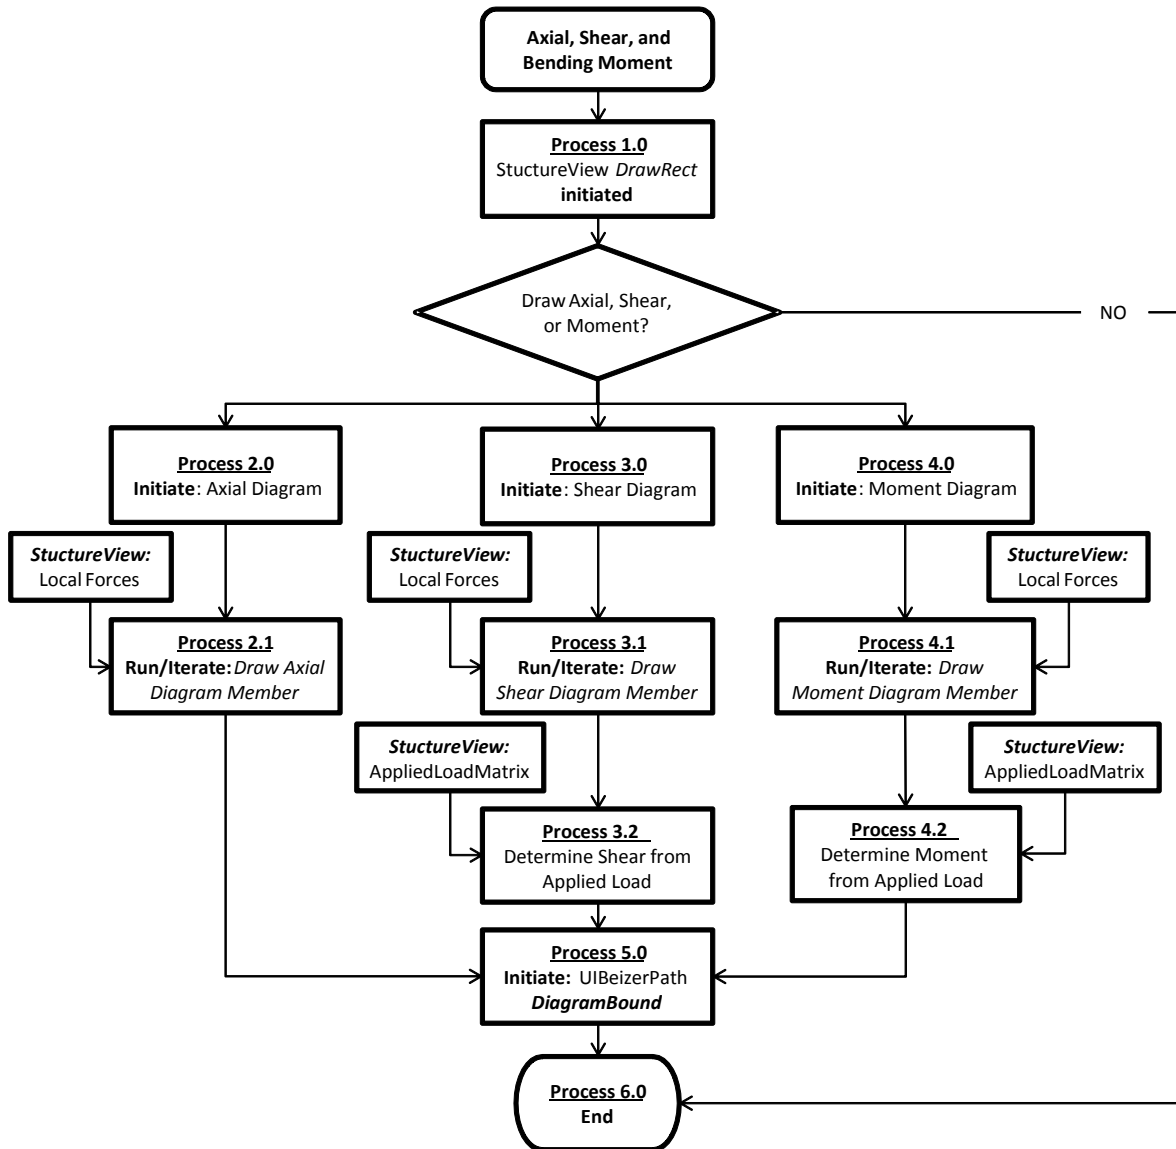 Axial, Shear, and
Bending Moment
Process 1.0
StuctureView DrawRect
initiated
Draw Axial, Shear,
or Moment?
NO
Process 2.0
Initiate: Axial Diagram
Process 3.0
Initiate: Shear Diagram
Process 4.0
Initiate: Moment Diagram
StuctureView:
Local Forces
StuctureView:
Local Forces
StuctureView:
Local Forces
Process 2.1
Run/Iterate: Draw Axial
Diagram Member
Process 3.1
Run/Iterate: Draw
Shear Diagram Member
Process 4.1
Run/Iterate: Draw
Moment Diagram Member
StuctureView:
AppliedLoadMatrix
StuctureView:
AppliedLoadMatrix
Process 3.2
Determine Shear from
Applied Load
Process 4.2
Determine Moment
from Applied Load
Process 5.0
Initiate: UIBeizerPath
DiagramBound
Process 6.0
End